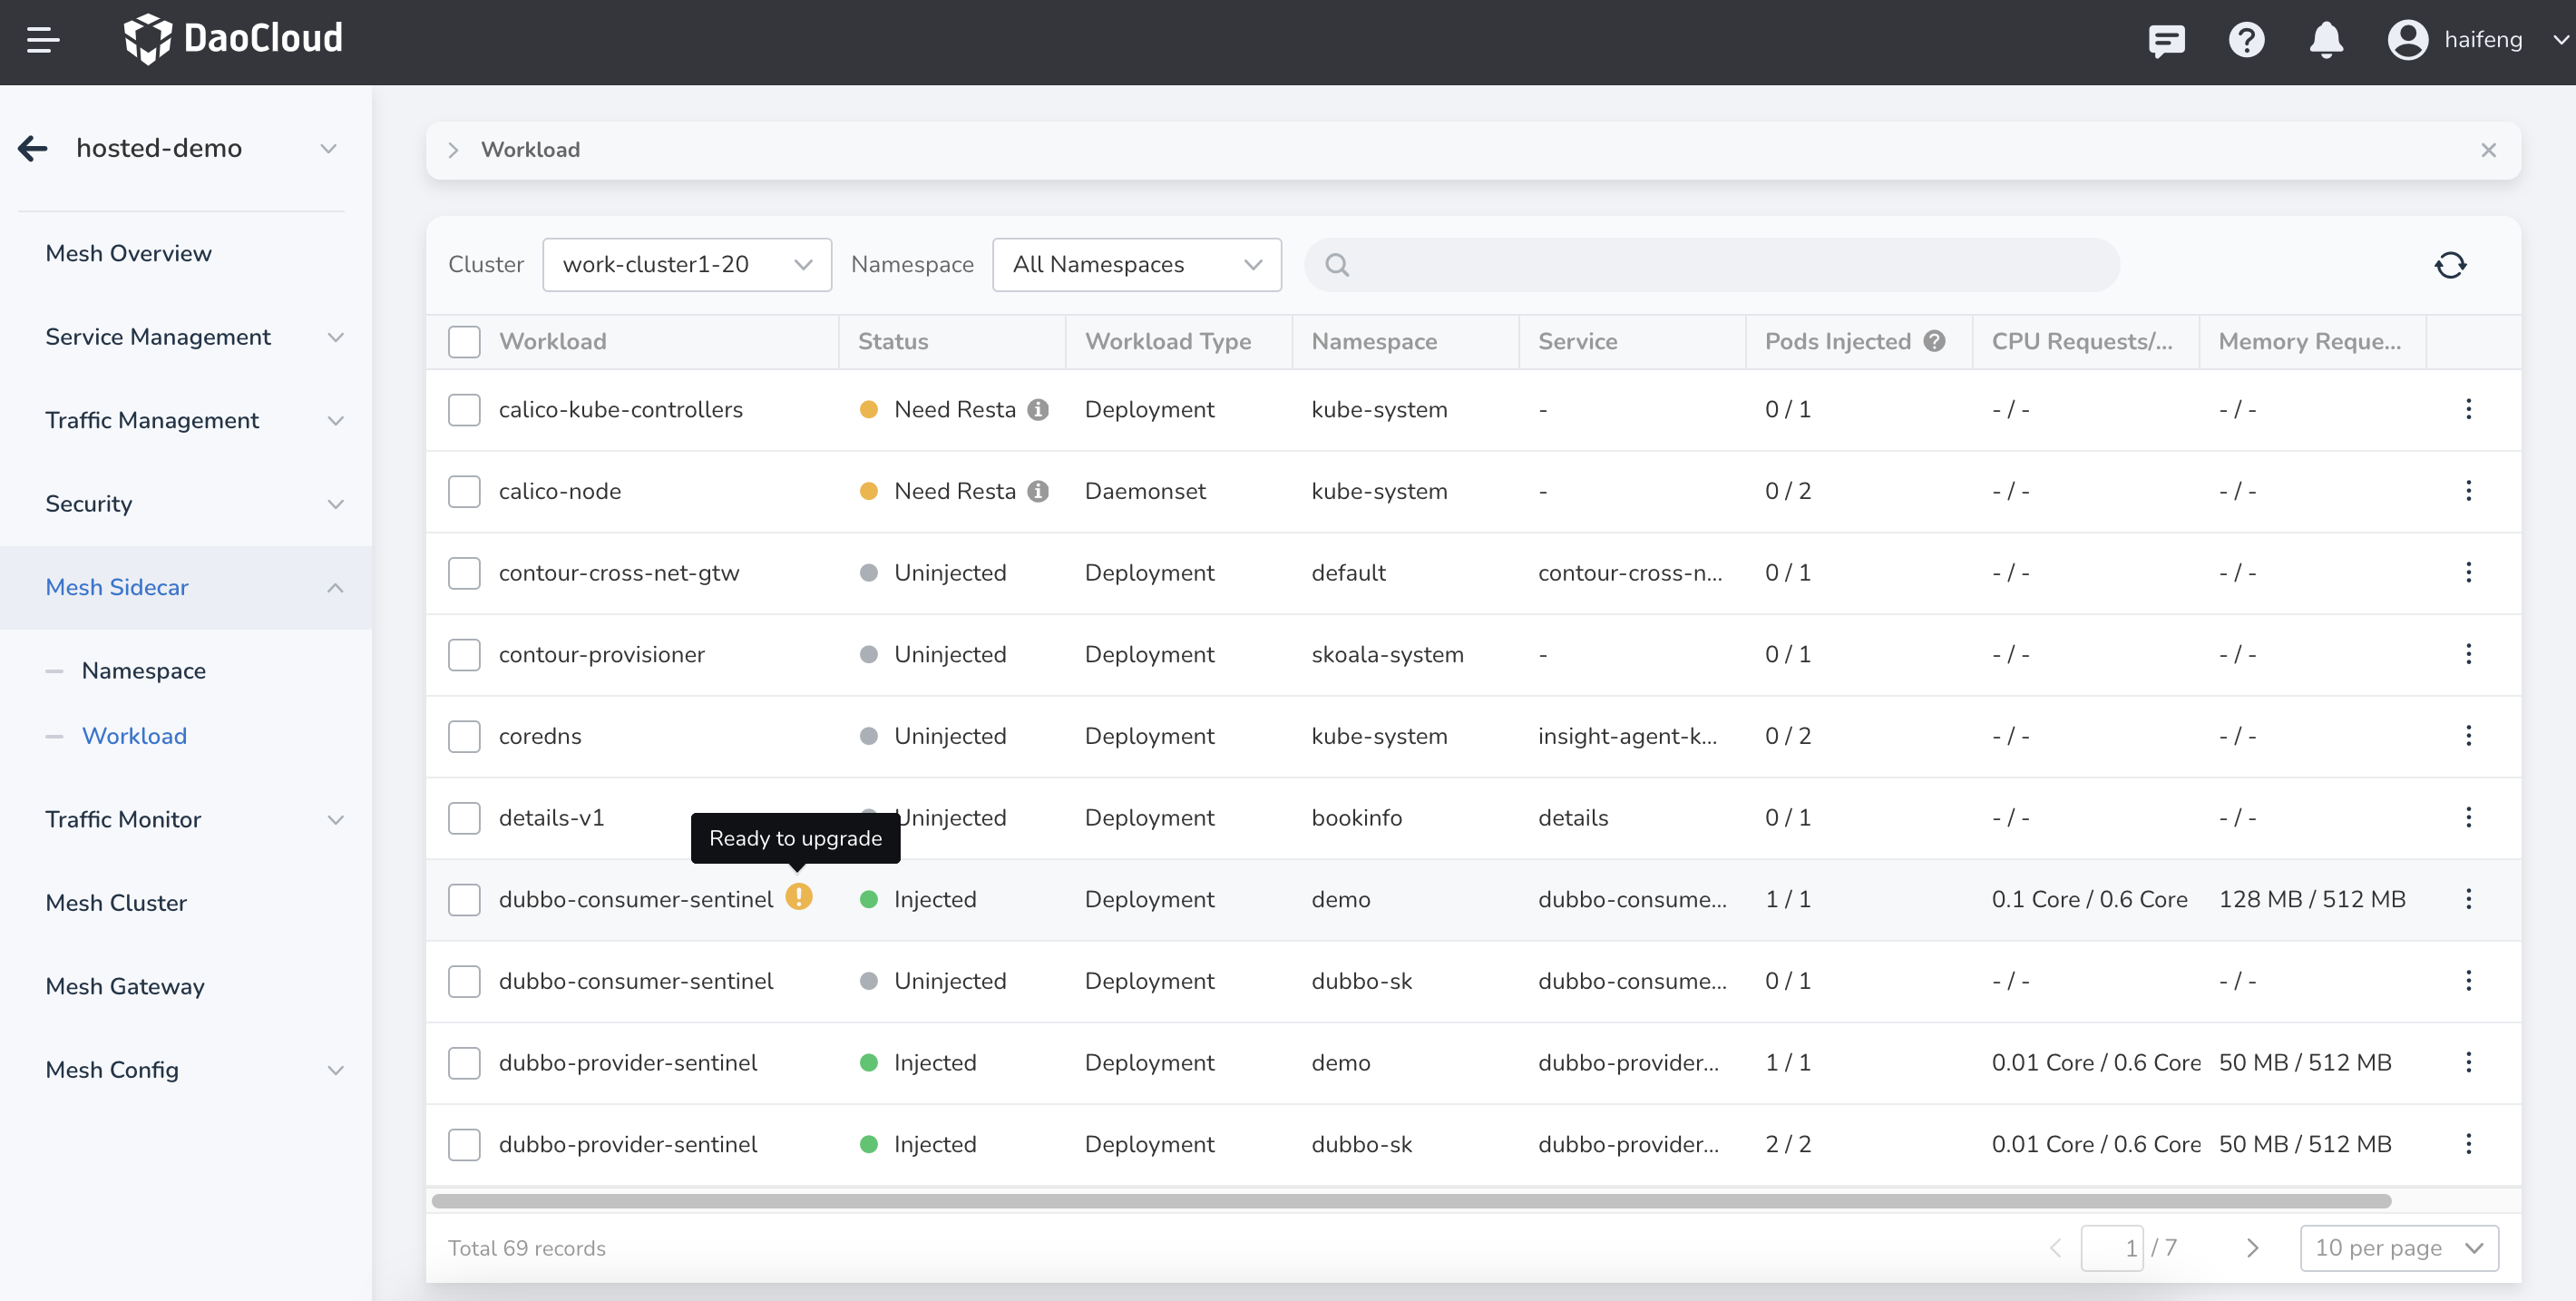 DaoCloud
haifeng
hosted-demo
Mesh Overview
Service Management
Traffic Management
Security
Mesh Sidecar
Namespace
Workload
Traffic Monitor
Mesh Cluster
Mesh Gateway
Mesh Config
Workload
Cluster work-cluster1-20 Namespace All Namespaces
Workload Status Workload Type Namespace Service Pods Injected CPU Requests/... Memory Reque...
calico-kube-controllers Need Resta Deployment kube-system - 0 / 1 - / - - / -
calico-node Need Resta Daemonset kube-system - 0 / 2 - / - - / -
contour-cross-net-gtw Uninjected Deployment default contour-cross-n... 0 / 1 - / - - / -
contour-provisioner Uninjected Deployment skoala-system - 0 / 1 - / - - / -
coredns Uninjected Deployment kube-system insight-agent-k... 0 / 2 - / - - / -
details-v1 Uninjected Deployment bookinfo details 0 / 1 - / - - / -
Ready to upgrade
dubbo-consumer-sentinel Injected Deployment demo dubbo-consume... 1 / 1 0.1 Core / 0.6 Core 128 MB / 512 MB
dubbo-consumer-sentinel Uninjected Deployment dubbo-sk dubbo-consume... 0 / 1 - / - - / -
dubbo-provider-sentinel Injected Deployment demo dubbo-provider... 1 / 1 0.01 Core / 0.6 Core 50 MB / 512 MB
dubbo-provider-sentinel Injected Deployment dubbo-sk dubbo-provider... 2 / 2 0.01 Core / 0.6 Core 50 MB / 512 MB
Total 69 records 1 / 7 10 per page